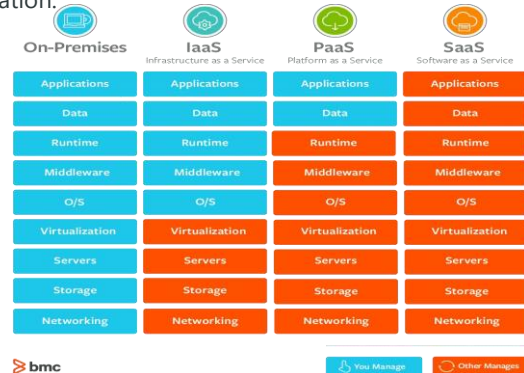 ation.
On-Premises IaaS PaaS SaaS
Infrastructure as a Service Platform as a Service Software as a Service
Applications Applications Applications Applications
Data Data Data Data
Runtime Runtime Runtime Runtime
Middleware Middleware Middleware Middleware
O/S O/S O/S O/S
Virtualization Virtualization Virtualization Virtualization
Servers Servers Servers Servers
Storage Storage Storage Storage
Networking Networking Networking Networking
bmc You Manage Other Manages